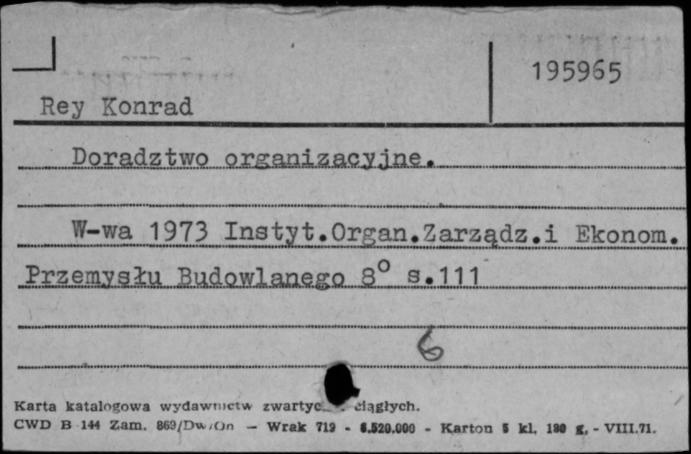 195965
Rey Konrad
Doradztwo organizacyjne.
W-wa 1973 Instyt.Organ.Zarządz.i Ekonom.
Przemysłu Budowlanego 8° s.111
6
Karta katalogowa wydawnictw ciągłych.
CWD B 144 Zam. 869/Dw/On — Wrak 719 - 6.520.000 - Karton 5 kl. 180 g. - VIII.71.